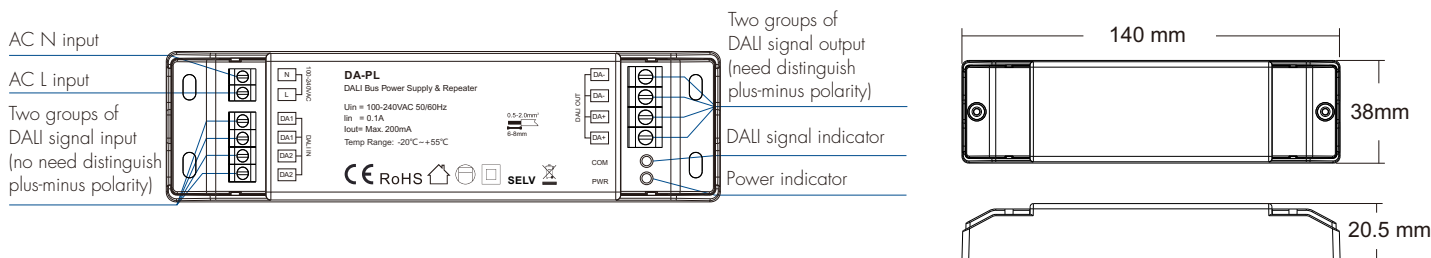 AC N input
AC L input
Two groups of
DALI signal input
(no need distinguish
plus-minus polarity)
N
L
100-240VAC
DA1
DA1
DA2
DA2
DALI IN
DA-PL
DALI Bus Power Supply & Repeater
Uin = 100-240VAC 50/60Hz
Iin = 0.1A
Iout= Max. 200mA
Temp Range: -20℃~+55℃
CE RoHS SELV
0.5-2.0mm²
6-8mm
DALI OUT
DA-
DA-
DA+
DA+
COM
PWR
Two groups of
DALI signal output
(need distinguish
plus-minus polarity)
DALI signal indicator
Power indicator
140 mm
38mm
20.5 mm